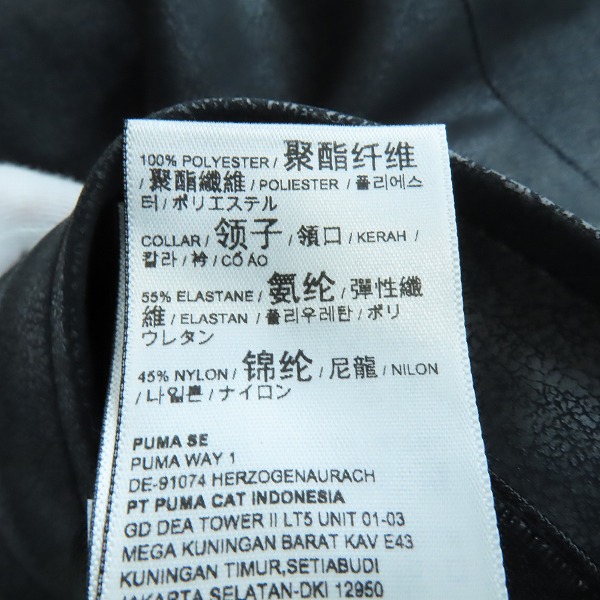 100% POLYESTER / 聚酯纤维
/ 聚酯纖維 / POLIESTER / 폴리에스
터 / ポリエステル
COLLAR / 领子 / 領口 / KERAH /
칼라 / 衿 / CỔ ÁO
55% ELASTANE / 氨纶 / 彈性纖
維 / ELASTAN / 폴리우레탄 / ポリ
ウレタン
45% NYLON / 锦纶 / 尼龍 / NILON
/ 나일론 / ナイロン
PUMA SE
PUMA WAY 1
DE-91074 HERZOGENAURACH
PT PUMA CAT INDONESIA
GD DEA TOWER II LT5 UNIT 01-03
MEGA KUNINGAN BARAT KAV E43
KUNINGAN TIMUR,SETIABUDI
JAKARTA SELATAN-DKI 12950